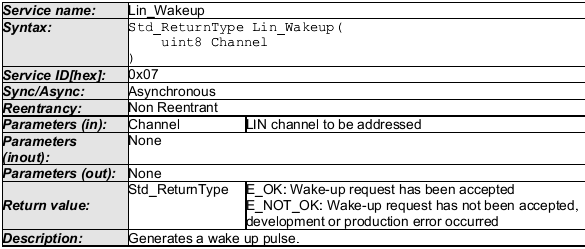 Service name: Lin_Wakeup
Syntax: Std_ReturnType Lin_Wakeup(
uint8 Channel
)
Service ID[hex]: 0x07
Sync/Async: Asynchronous
Reentrancy: Non Reentrant
Parameters (in): Channel LIN channel to be addressed
Parameters None
(inout):
Parameters (out): None
Std_ReturnType E_OK: Wake-up request has been accepted
Return value: E_NOT_OK: Wake-up request has not been accepted,
development or production error occurred
Description: Generates a wake up pulse.